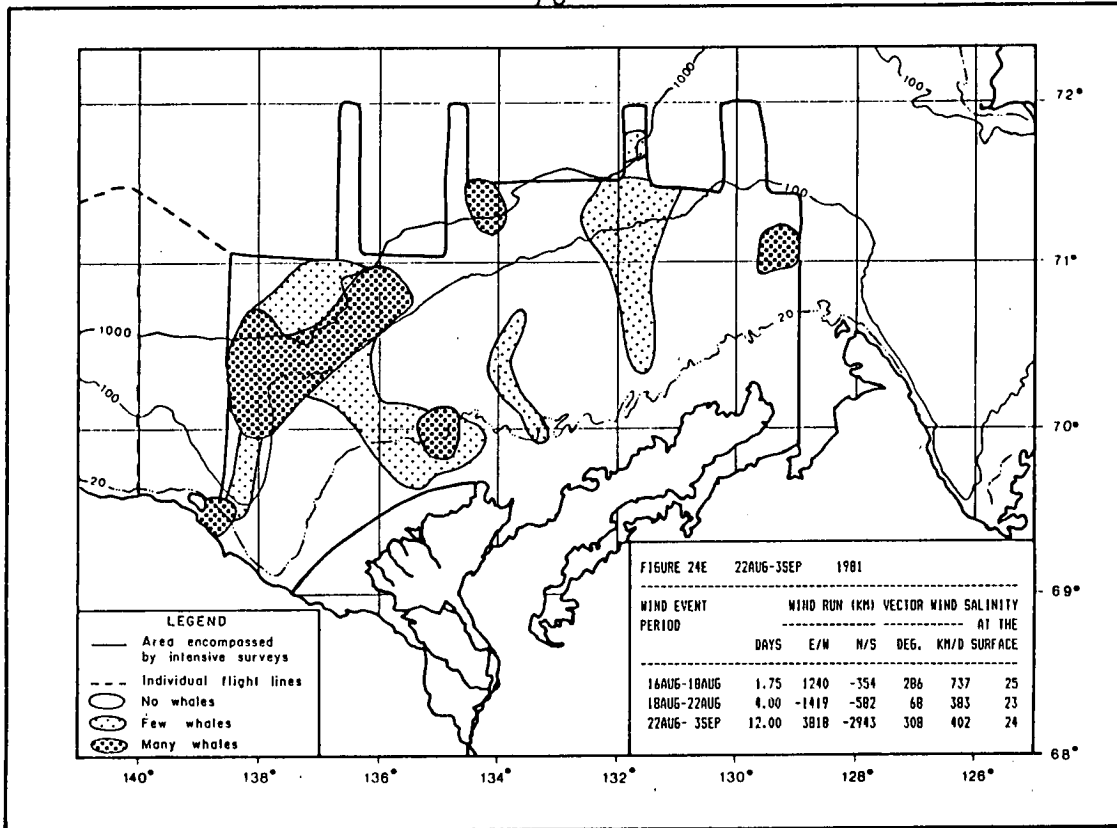 1000
100
72°
100
71°
1000
20
100
70°
20
FIGURE 24E 22AUG-3SEP 1981
WIND EVENT WIND RUN (KM) VECTOR WIND SALINITY
PERIOD AT THE
DAYS E/W N/S DEG. KM/D SURFACE
16AUG-18AUG 1.75 1240 -354 286 737 25
18AUG-22AUG 4.00 -1419 -582 68 383 23
22AUG- 3SEP 12.00 3818 -2943 308 402 24
69°
LEGEND
Area encompassed
by intensive surveys
Individual flight lines
No whales
Few whales
Many whales
68°
140° 138° 136° 134° 132° 130° 128° 126°